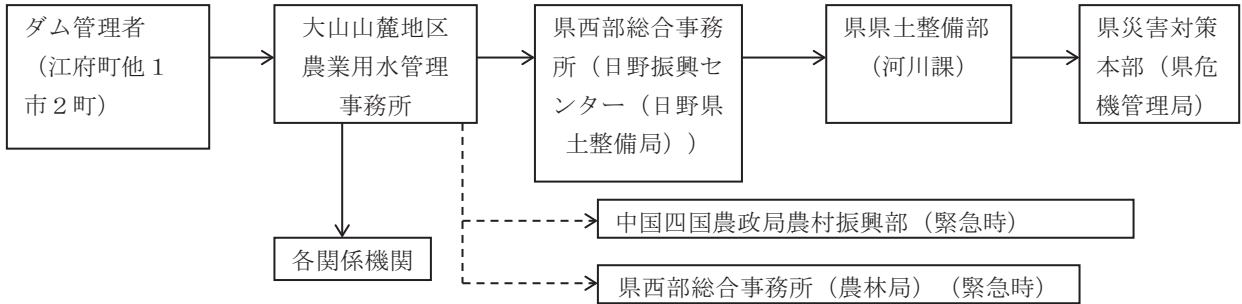 ダム管理者
（江府町他１
市２町）
大山山麓地区
農業用水管理
事務所
県西部総合事務
所（日野振興セ
ンター（日野県
土整備局））
県県土整備部
（河川課）
県災害対策
本部（県危
機管理局）
中国四国農政局農村振興部（緊急時）
各関係機関
県西部総合事務所（農林局）（緊急時）